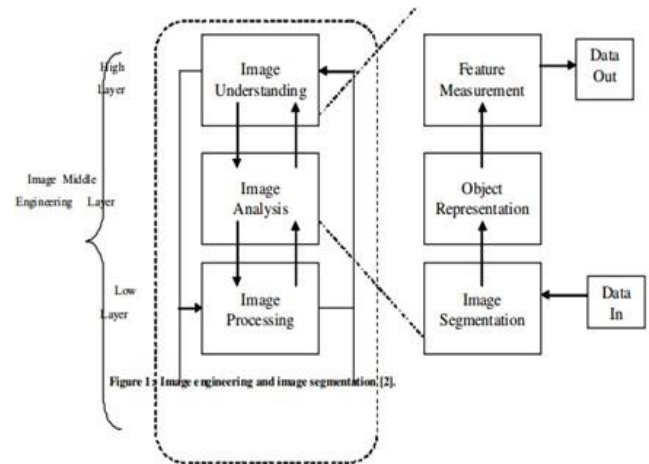 High
Layer
Image Middle
Engineering Layer
Low
Layer
Image
Understanding
Image
Analysis
Image
Processing
Feature
Measurement
Object
Representation
Image
Segmentation
Data
Out
Data
In
Figure 1: Image engineering and image segmentation [2].